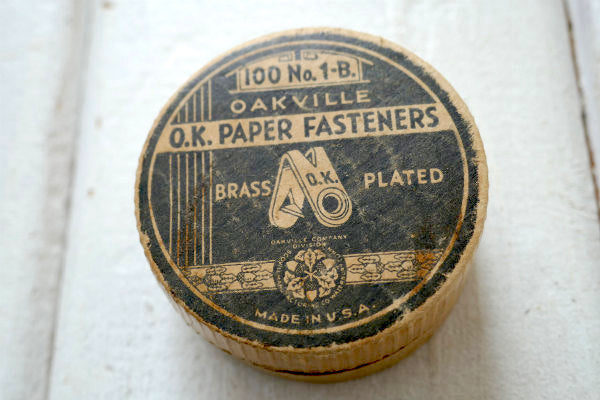 100 No. 1-B.
OAKVILLE
O.K. PAPER FASTENERS
BRASS O.K. PLATED
OAKVILLE COMPANY
DIVISION
MADE IN U.S.A.